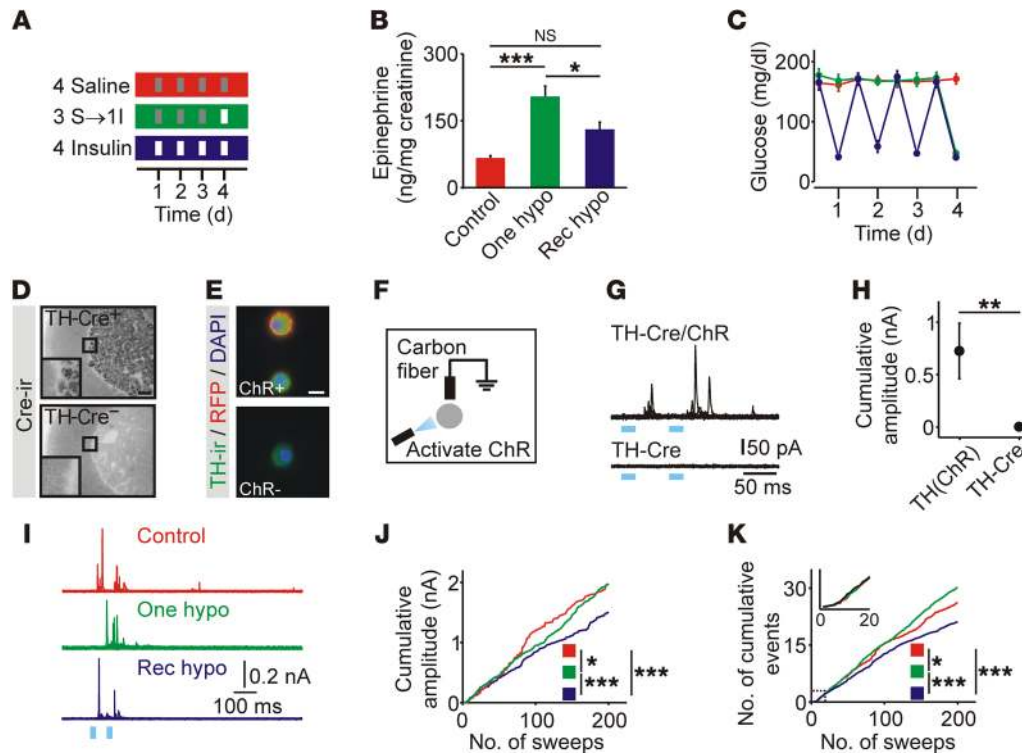 A
4 Saline
3 S→1I
4 Insulin
1 2 3 4
Time (d)
B
Epinephrine
(ng/mg creatinine)
300
150
0
NS
***
*
Control
One hypo
Rec hypo
C
Glucose (mg/dl)
200
100
0
1 2 3 4
Time (d)
D
Cre-ir
TH-Cre+
TH-Cre−
E
TH-ir / RFP / DAPI
ChR+
ChR-
F
Carbon
fiber
Activate ChR
G
TH-Cre/ChR
TH-Cre
50 pA
50 ms
H
Cumulative
amplitude (nA)
1
0.5
0
**
TH(ChR)
TH-Cre
I
Control
One hypo
Rec hypo
0.2 nA
100 ms
J
Cumulative
amplitude (nA)
2
1
0
*
***
***
0 100 200
No. of sweeps
K
No. of cumulative
events
30
15
0
0 20
*
***
***
0 100 200
No. of sweeps